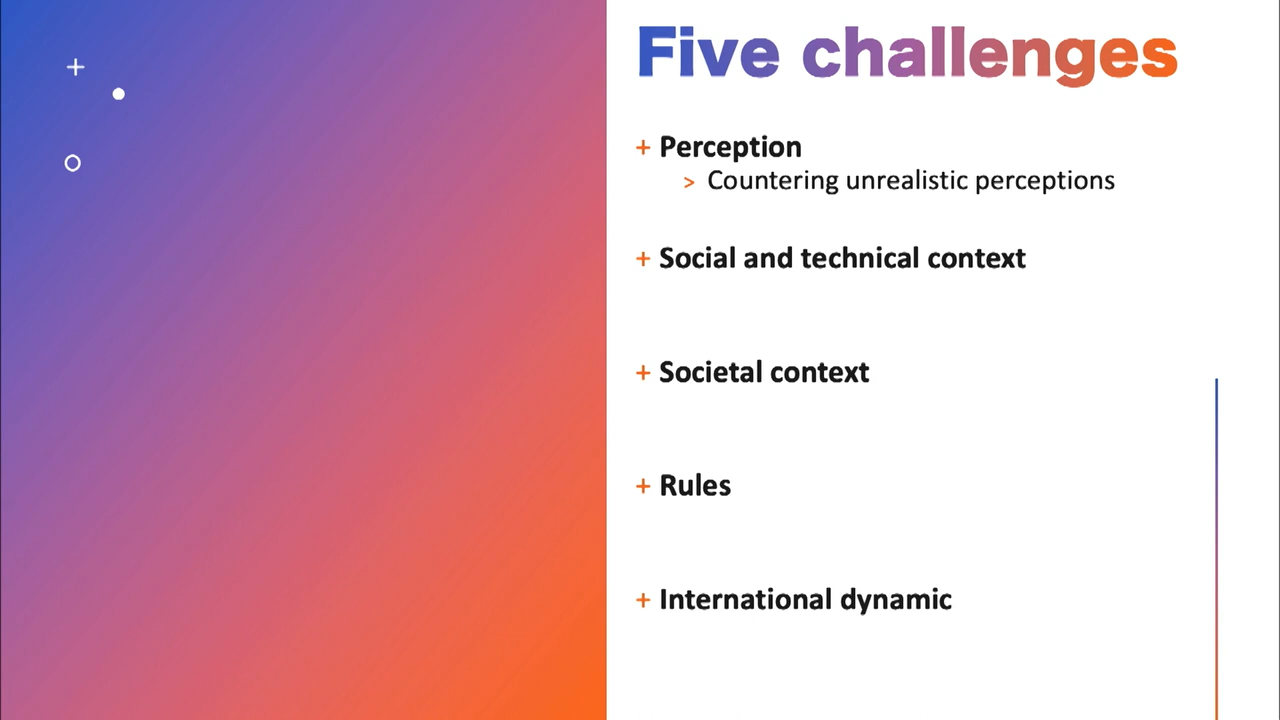 Five challenges
+ Perception
> Countering unrealistic perceptions
+ Social and technical context
+ Societal context
+ Rules
+ International dynamic